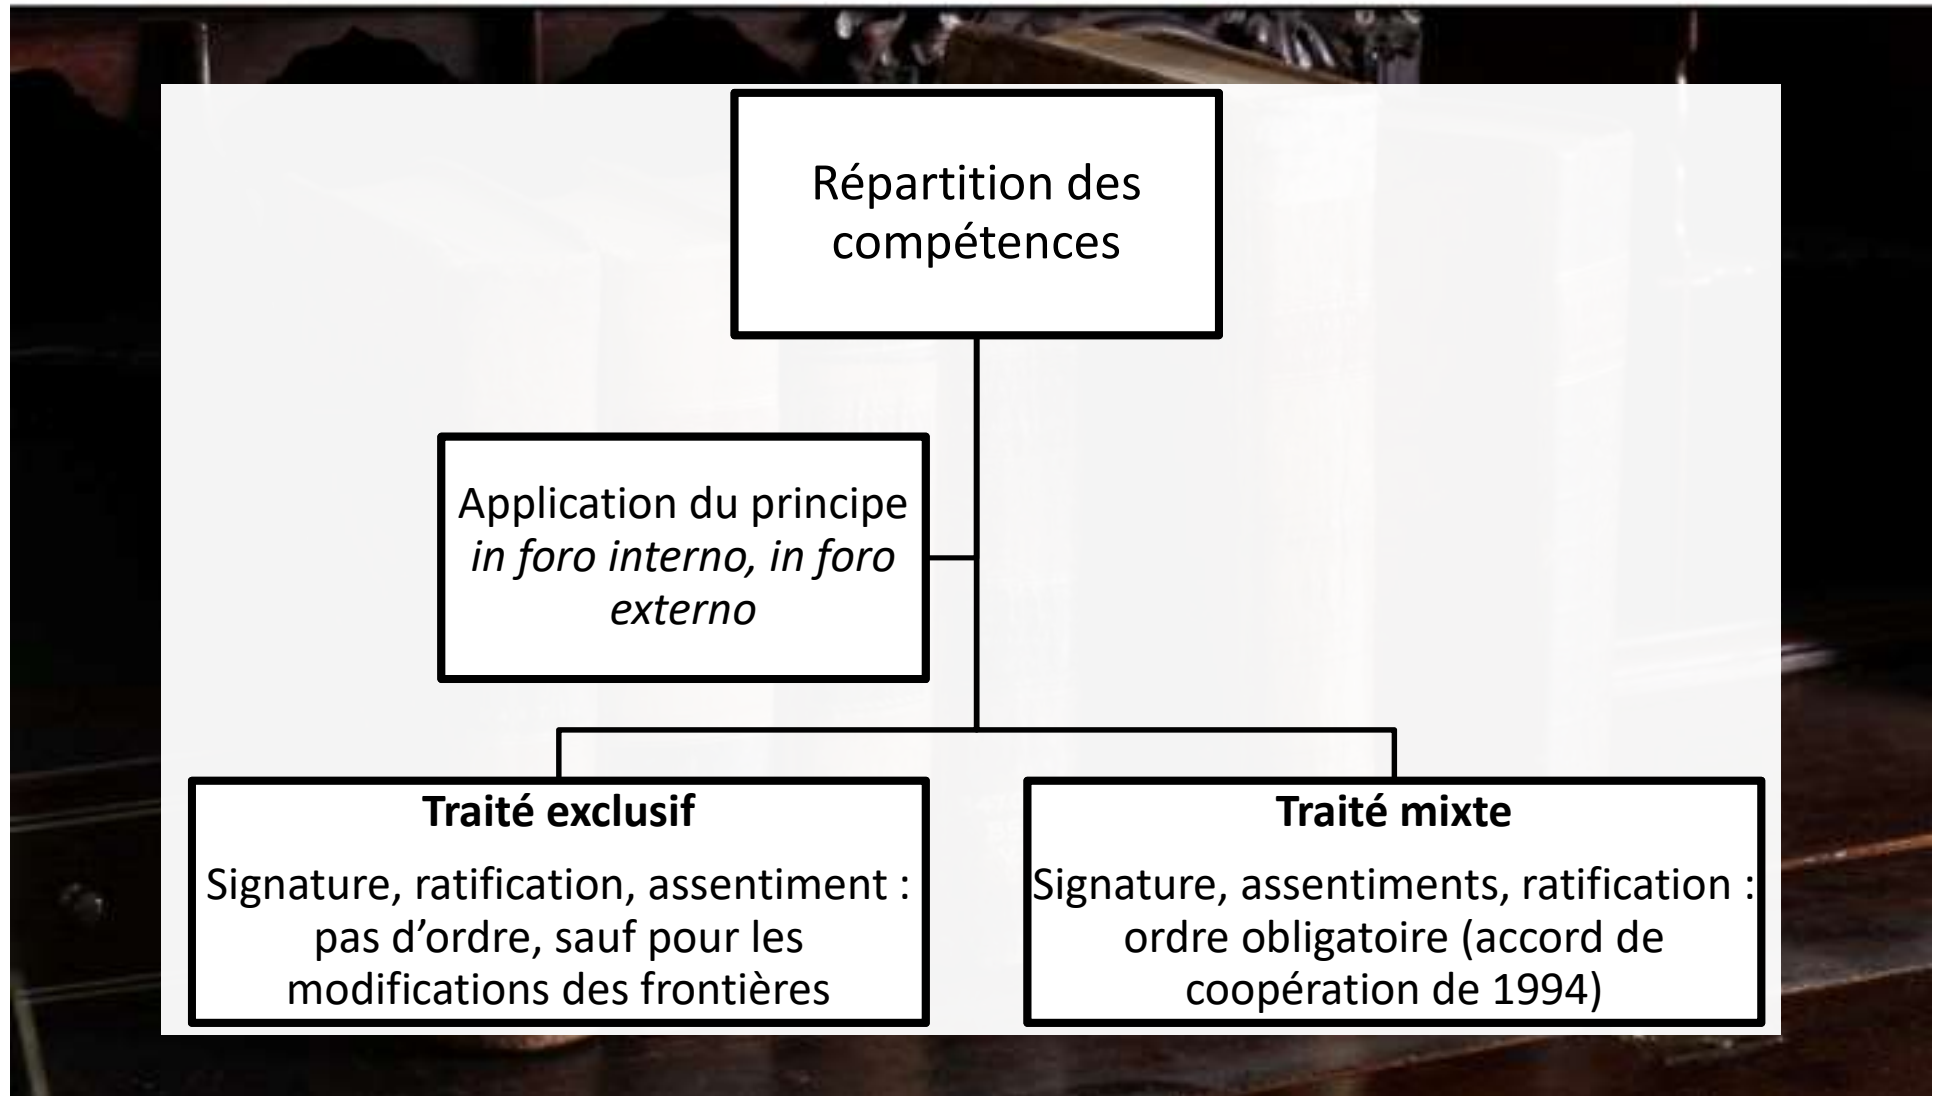 Répartition des
compétences
Application du principe
in foro interno, in foro
externo
Traité exclusif
Signature, ratification, assentiment :
pas d’ordre, sauf pour les
modifications des frontières
Traité mixte
Signature, assentiments, ratification :
ordre obligatoire (accord de
coopération de 1994)